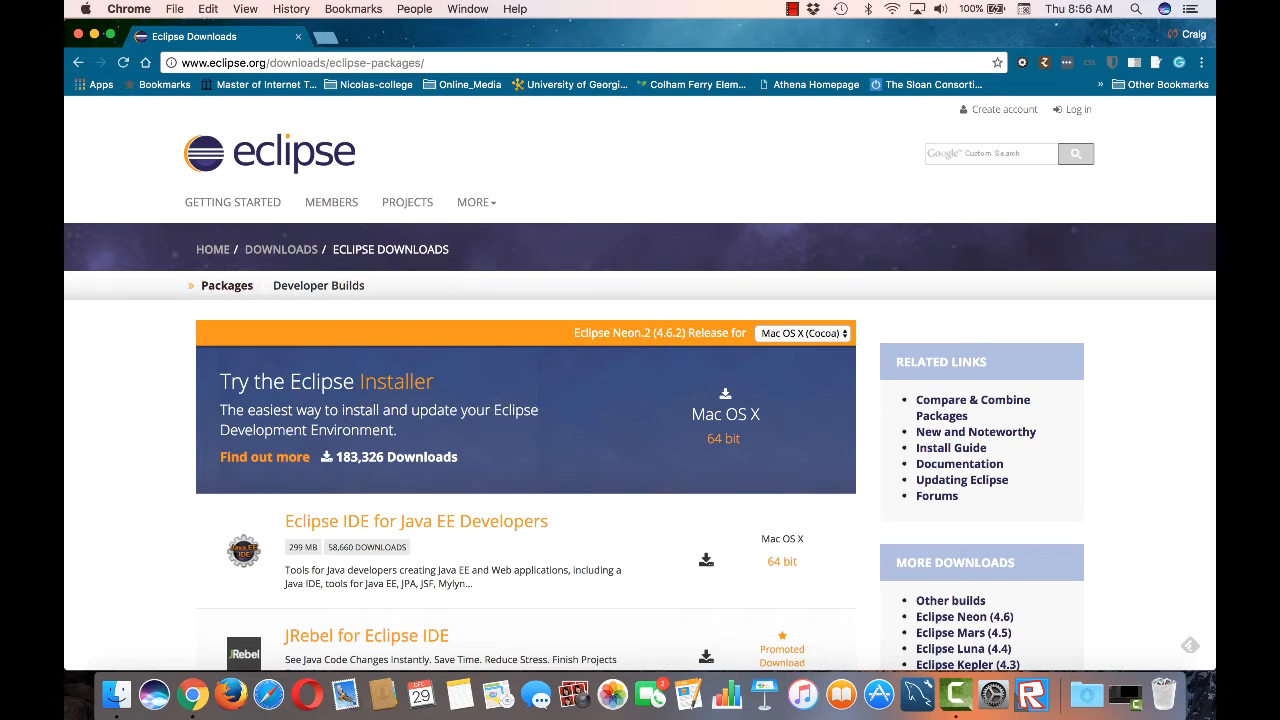 Chrome File Edit View History Bookmarks People Window Help 100% Thu 8:56 AM
Eclipse Downloads × Craig
www.eclipse.org/downloads/eclipse-packages/
Apps Bookmarks Master of Internet T... Nicolas-college Online_Media University of Georgi... Colham Ferry Elem... Athena Homepage The Sloan Consorti... » Other Bookmarks
Create account Log in
eclipse
Google™ Custom Search
GETTING STARTED MEMBERS PROJECTS MORE
HOME / DOWNLOADS / ECLIPSE DOWNLOADS
» Packages Developer Builds
Eclipse Neon.2 (4.6.2) Release for Mac OS X (Cocoa)
Try the Eclipse Installer
The easiest way to install and update your Eclipse
Development Environment.
Find out more 183,326 Downloads
Mac OS X
64 bit
Eclipse IDE for Java EE Developers
299 MB 58,660 DOWNLOADS
Tools for Java developers creating Java EE and Web applications, including a
Java IDE, tools for Java EE, JPA, JSF, Mylyn...
Mac OS X
64 bit
Java EE
IDE
JRebel for Eclipse IDE
JRebel
See Java Code Changes Instantly. Save Time. Reduce Stress. Finish Projects
Promoted
Download
RELATED LINKS
• Compare & Combine
Packages
• New and Noteworthy
• Install Guide
• Documentation
• Updating Eclipse
• Forums
MORE DOWNLOADS
• Other builds
• Eclipse Neon (4.6)
• Eclipse Mars (4.5)
• Eclipse Luna (4.4)
• Eclipse Kepler (4.3)
DEC
29
2